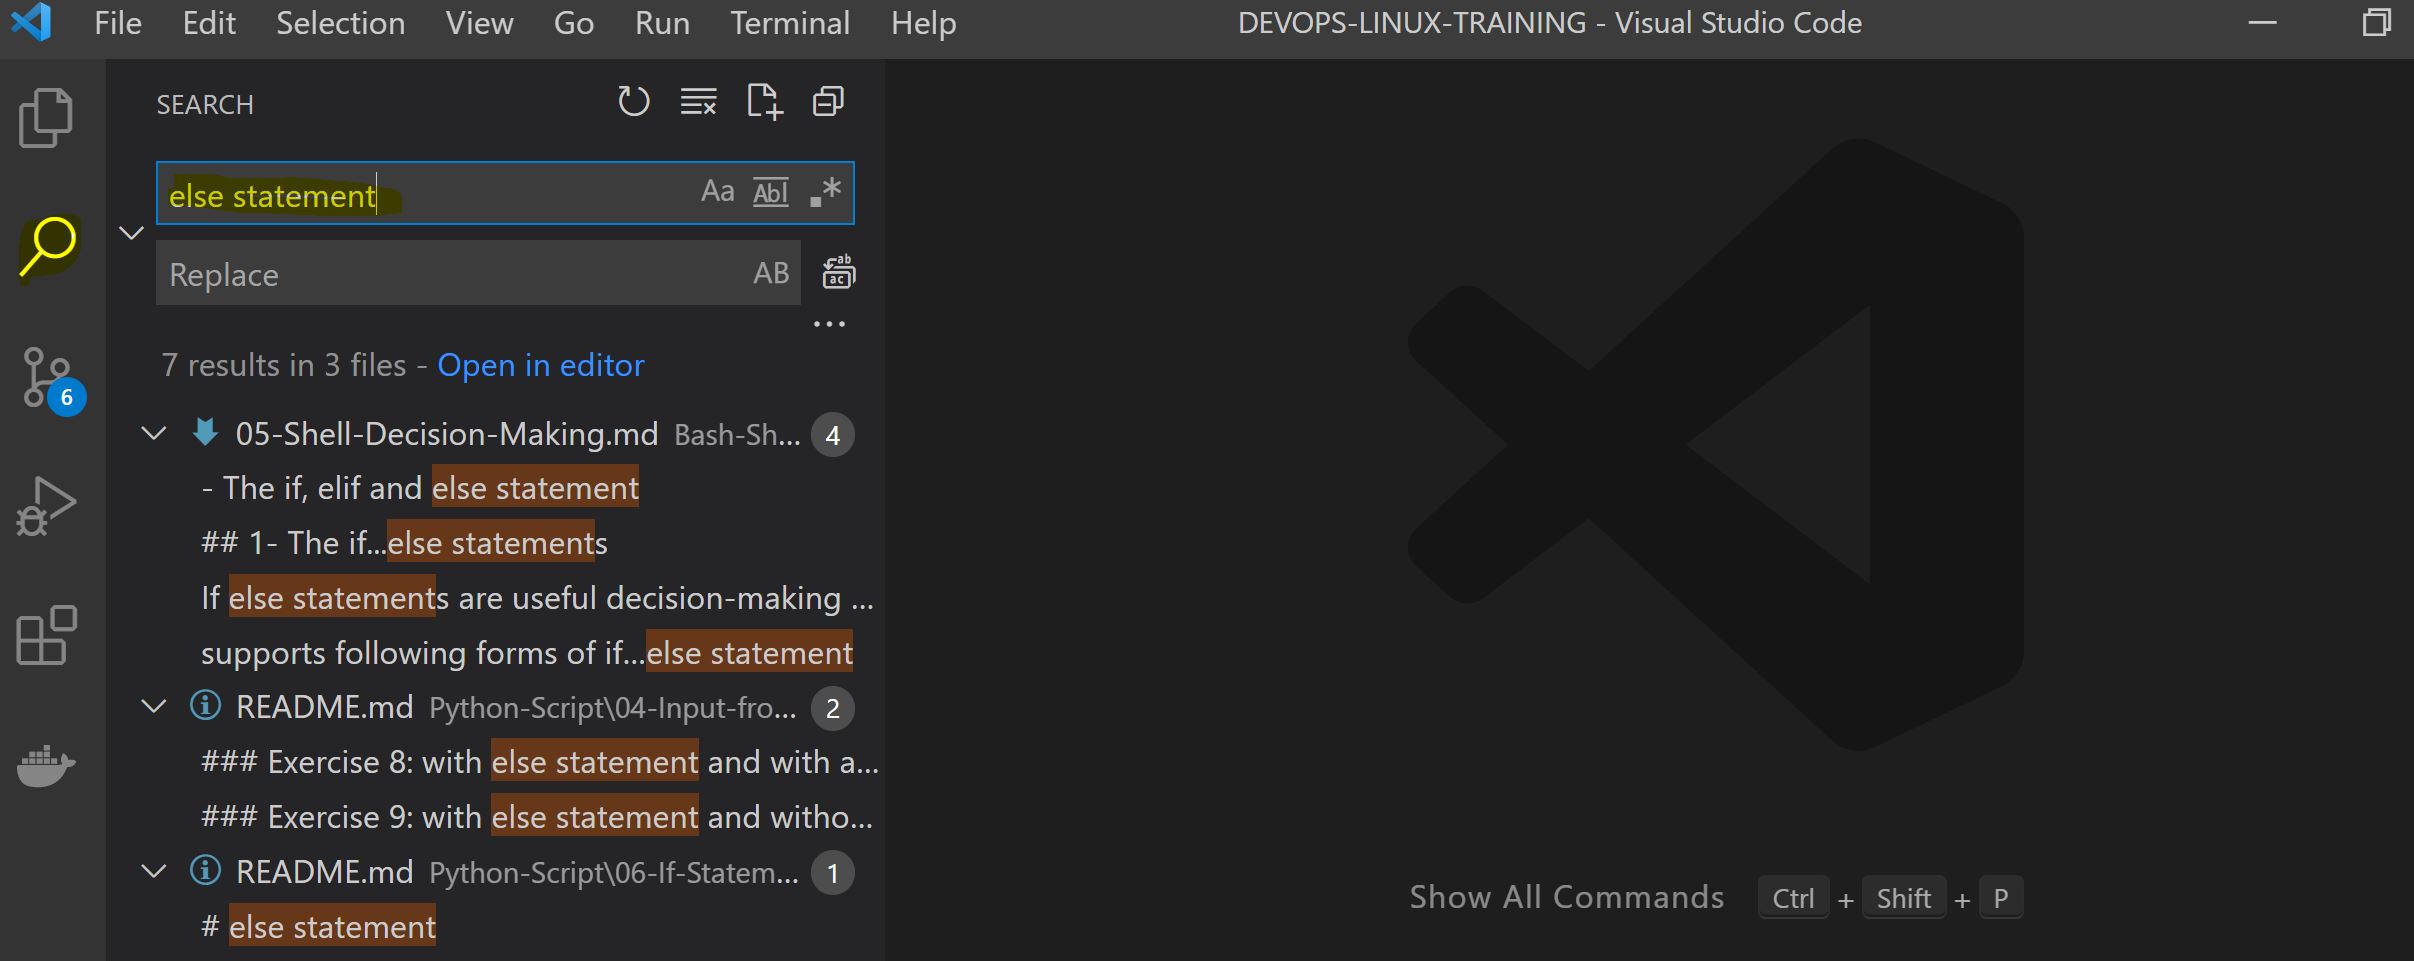 File Edit Selection View Go Run Terminal Help DEVOPS-LINUX-TRAINING - Visual Studio Code
SEARCH
else statement Aa Abl .*
Replace AB
ab
ac
...
7 results in 3 files - Open in editor
6
05-Shell-Decision-Making.md Bash-Sh... 4
- The if, elif and else statement
## 1- The if...else statements
If else statements are useful decision-making ...
supports following forms of if...else statement
README.md Python-Script\04-Input-fro... 2
### Exercise 8: with else statement and with a...
### Exercise 9: with else statement and witho...
README.md Python-Script\06-If-Statem... 1
# else statement
Show All Commands Ctrl + Shift + P